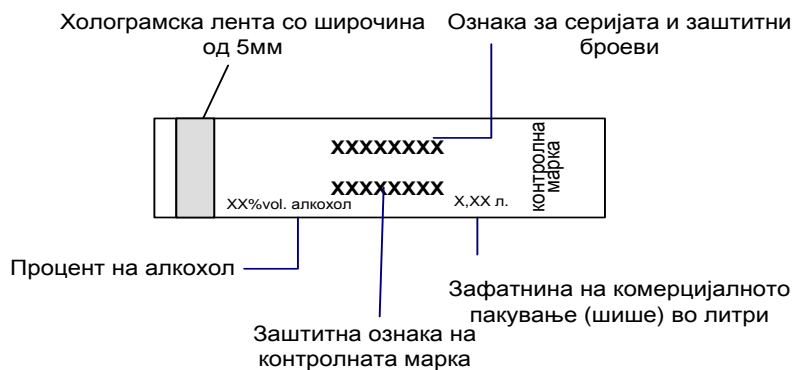 Холограмска лента со широчина
од 5мм
Ознака за серијата и заштитни
броеви
XXXXXXXX
XXXXXXXX
XX%vol. алкохол
X,XX л.
контролна
марка
Процент на алкохол
Зафатнина на комерцијалното
пакување (шише) во литри
Заштитна ознака на
контролната марка